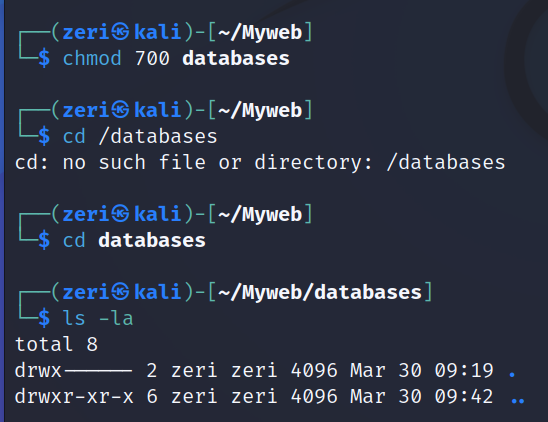 ┌──(zeri㉿kali)-[~/Myweb]
└─$ chmod 700 databases
┌──(zeri㉿kali)-[~/Myweb]
└─$ cd /databases
cd: no such file or directory: /databases
┌──(zeri㉿kali)-[~/Myweb]
└─$ cd databases
┌──(zeri㉿kali)-[~/Myweb/databases]
└─$ ls -la
total 8
drwx------ 2 zeri zeri 4096 Mar 30 09:19 .
drwxr-xr-x 6 zeri zeri 4096 Mar 30 09:42 ..